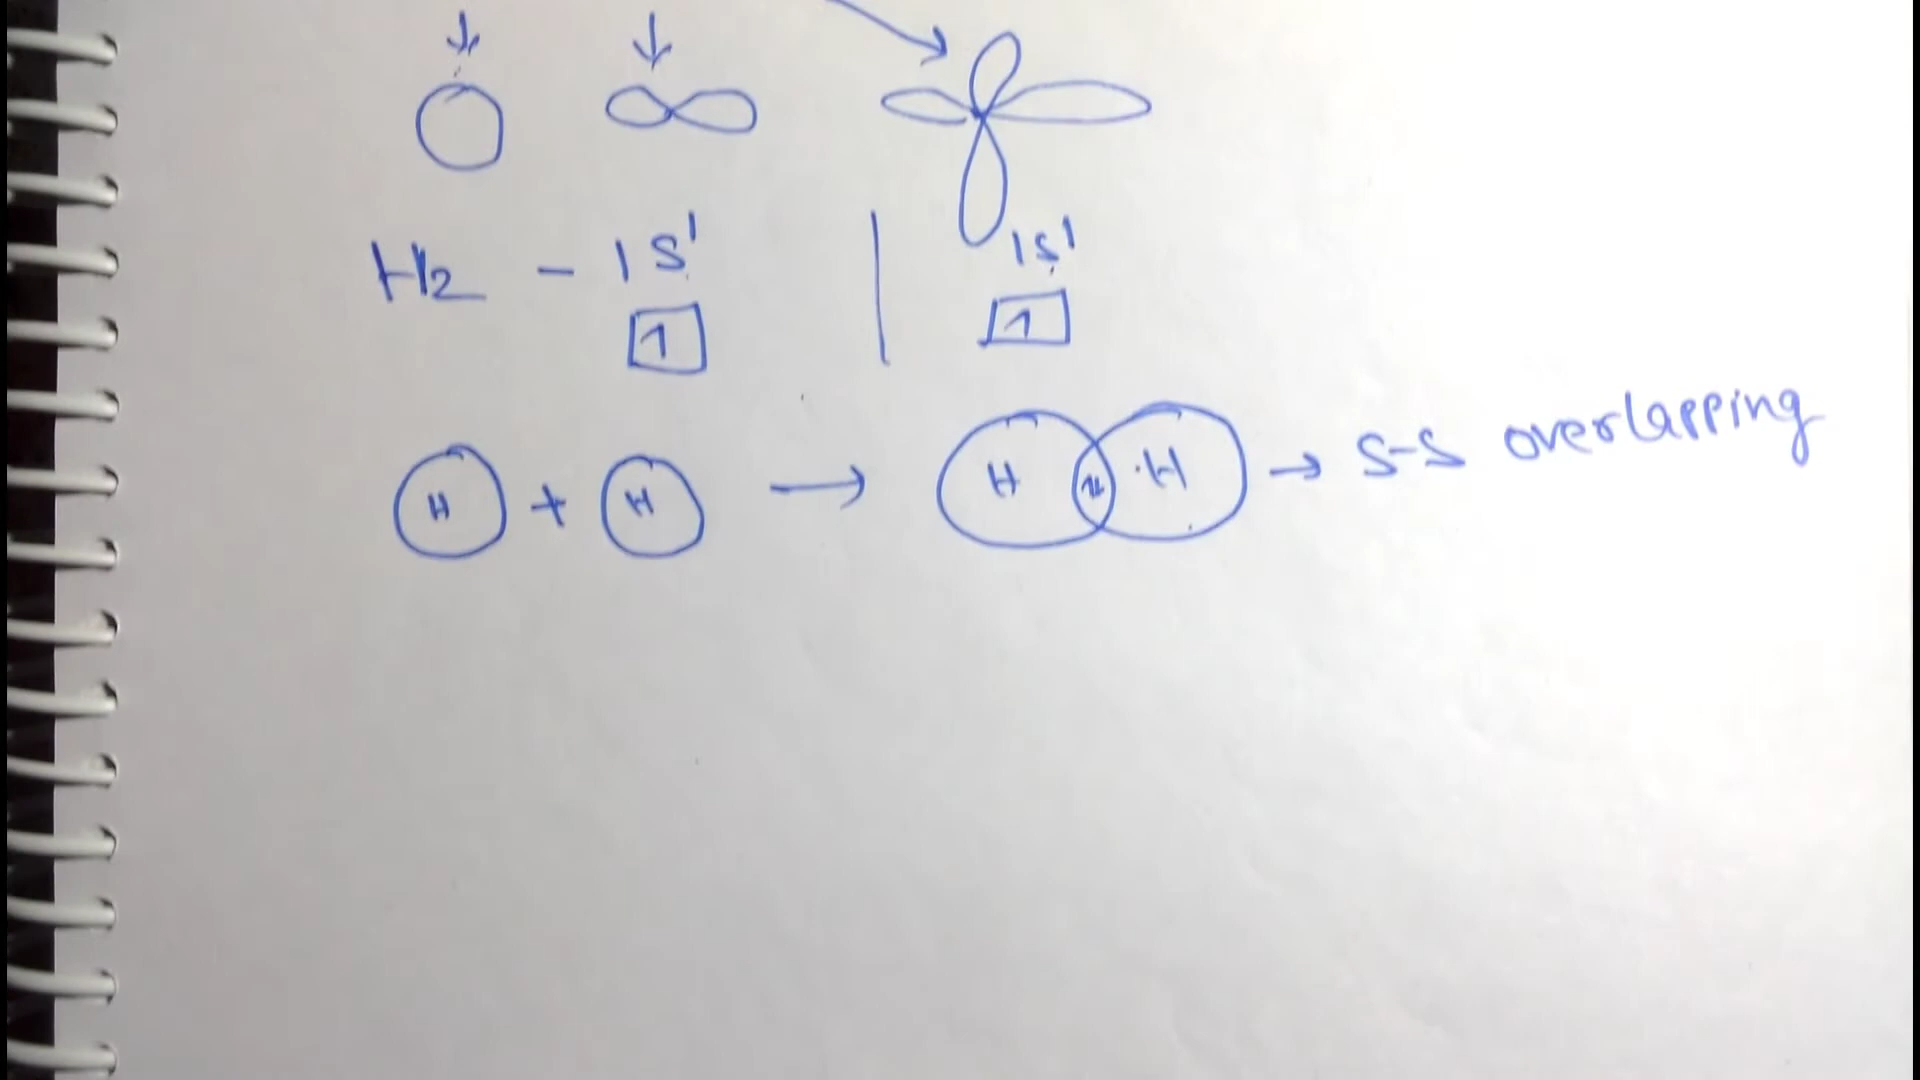 H2 - 1S¹ | 1S¹
1 1
H + H → H 1L H → S-S overlapping